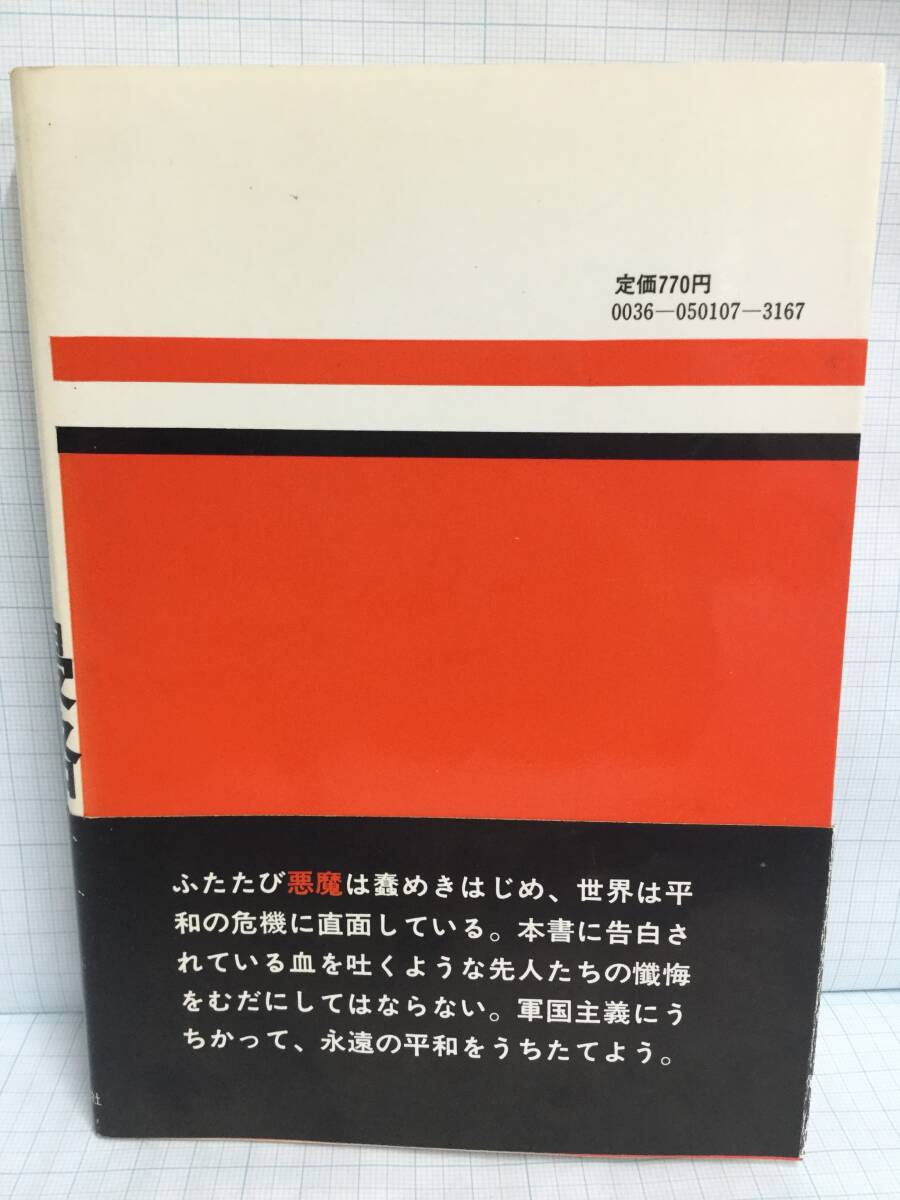 定価770円
0036―050107―3167
ふたたび悪魔は蠢めきはじめ、世界は平
和の危機に直面している。本書に告白さ
れている血を吐くような先人たちの懺悔
をむだにしてはならない。軍国主義にう
ちかって、永遠の平和をうちたてよう。
社